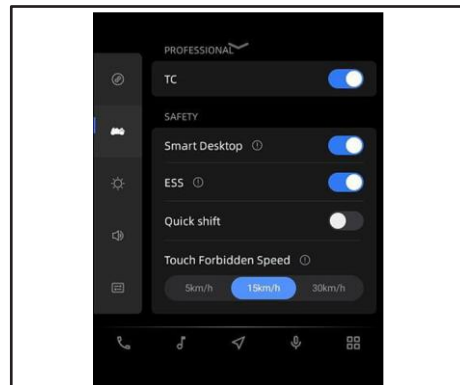 PROFESSIONAL
TC
SAFETY
Smart Desktop
ESS
Quick shift
Touch Forbidden Speed
5km/h 15km/h 30km/h